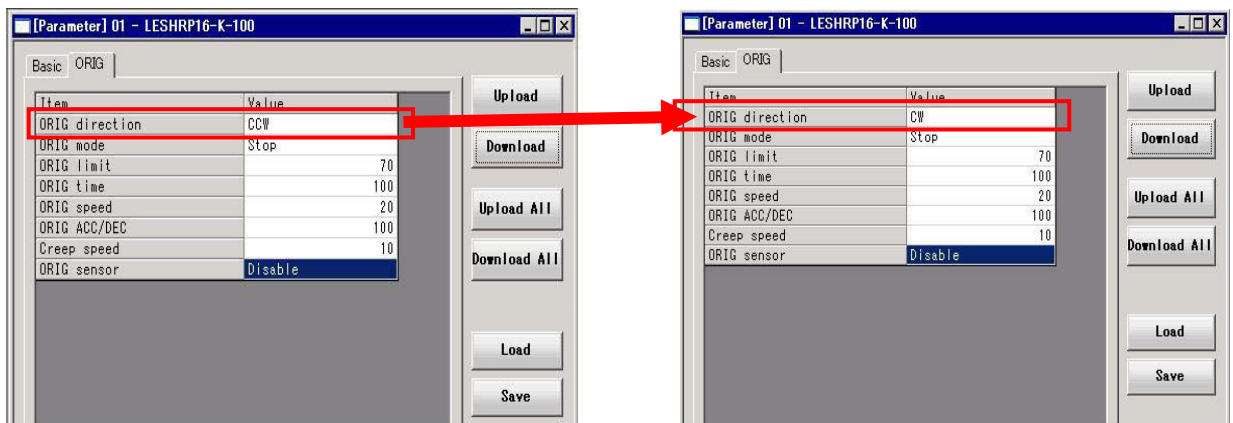 [Parameter] 01 - LESHRP16-K-100
Basic ORIG
Item Value
ORIG direction CCW
ORIG mode Stop
ORIG limit 70
ORIG time 100
ORIG speed 20
ORIG ACC/DEC 100
Creep speed 10
ORIG sensor Disable
Upload
Download
Upload All
Download All
Load
Save
[Parameter] 01 - LESHRP16-K-100
Basic ORIG
Item Value
ORIG direction CW
ORIG mode Stop
ORIG limit 70
ORIG time 100
ORIG speed 20
ORIG ACC/DEC 100
Creep speed 10
ORIG sensor Disable
Upload
Download
Upload All
Download All
Load
Save